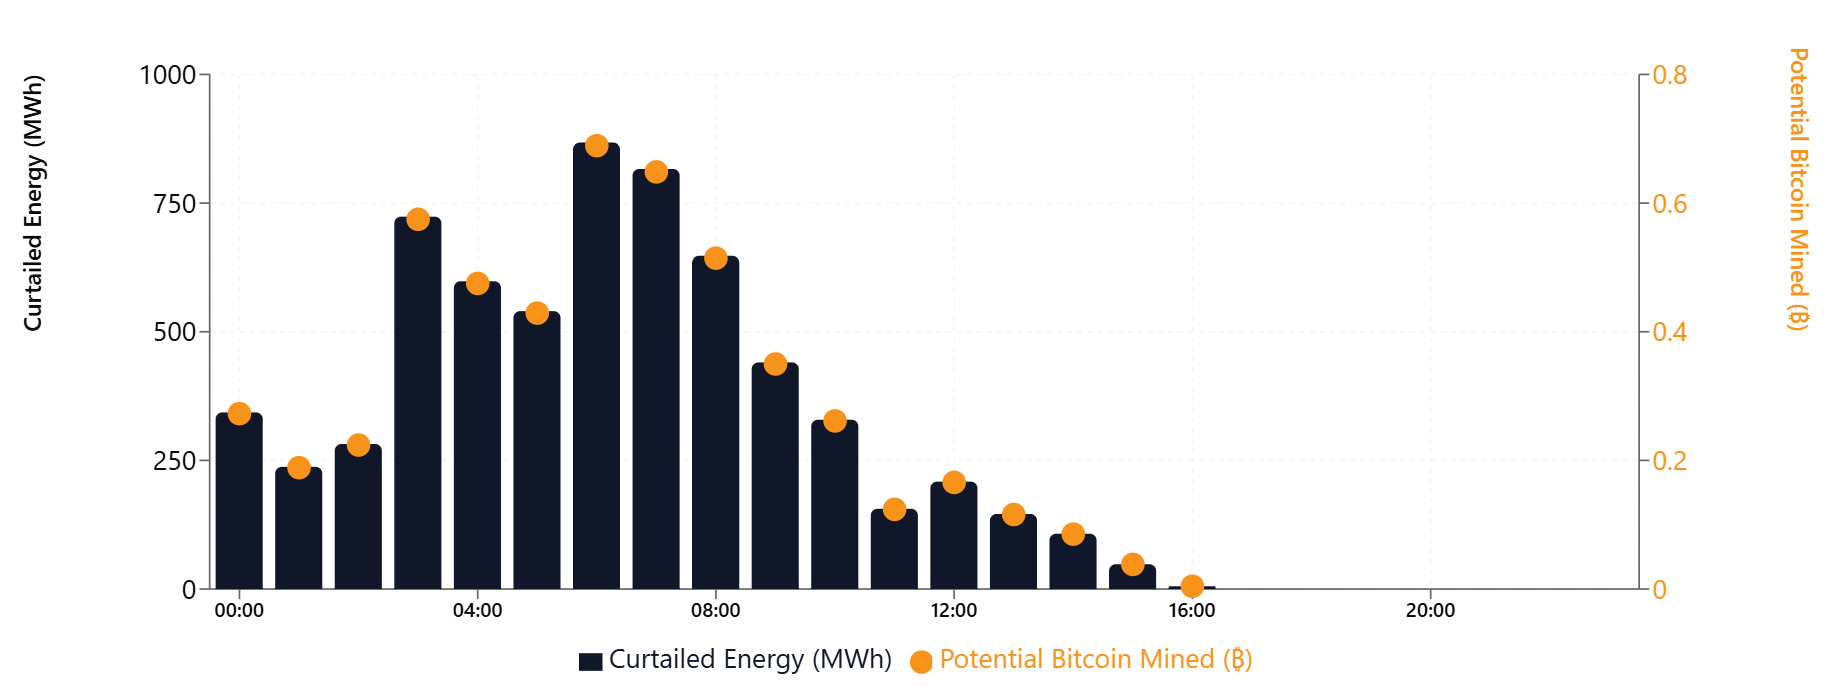 Curtailed Energy (MWh)
1000
750
500
250
0
0.8
0.6
0.4
0.2
0
Potential Bitcoin Mined (₿)
00:00 04:00 08:00 12:00 16:00 20:00
Curtailed Energy (MWh) Potential Bitcoin Mined (₿)